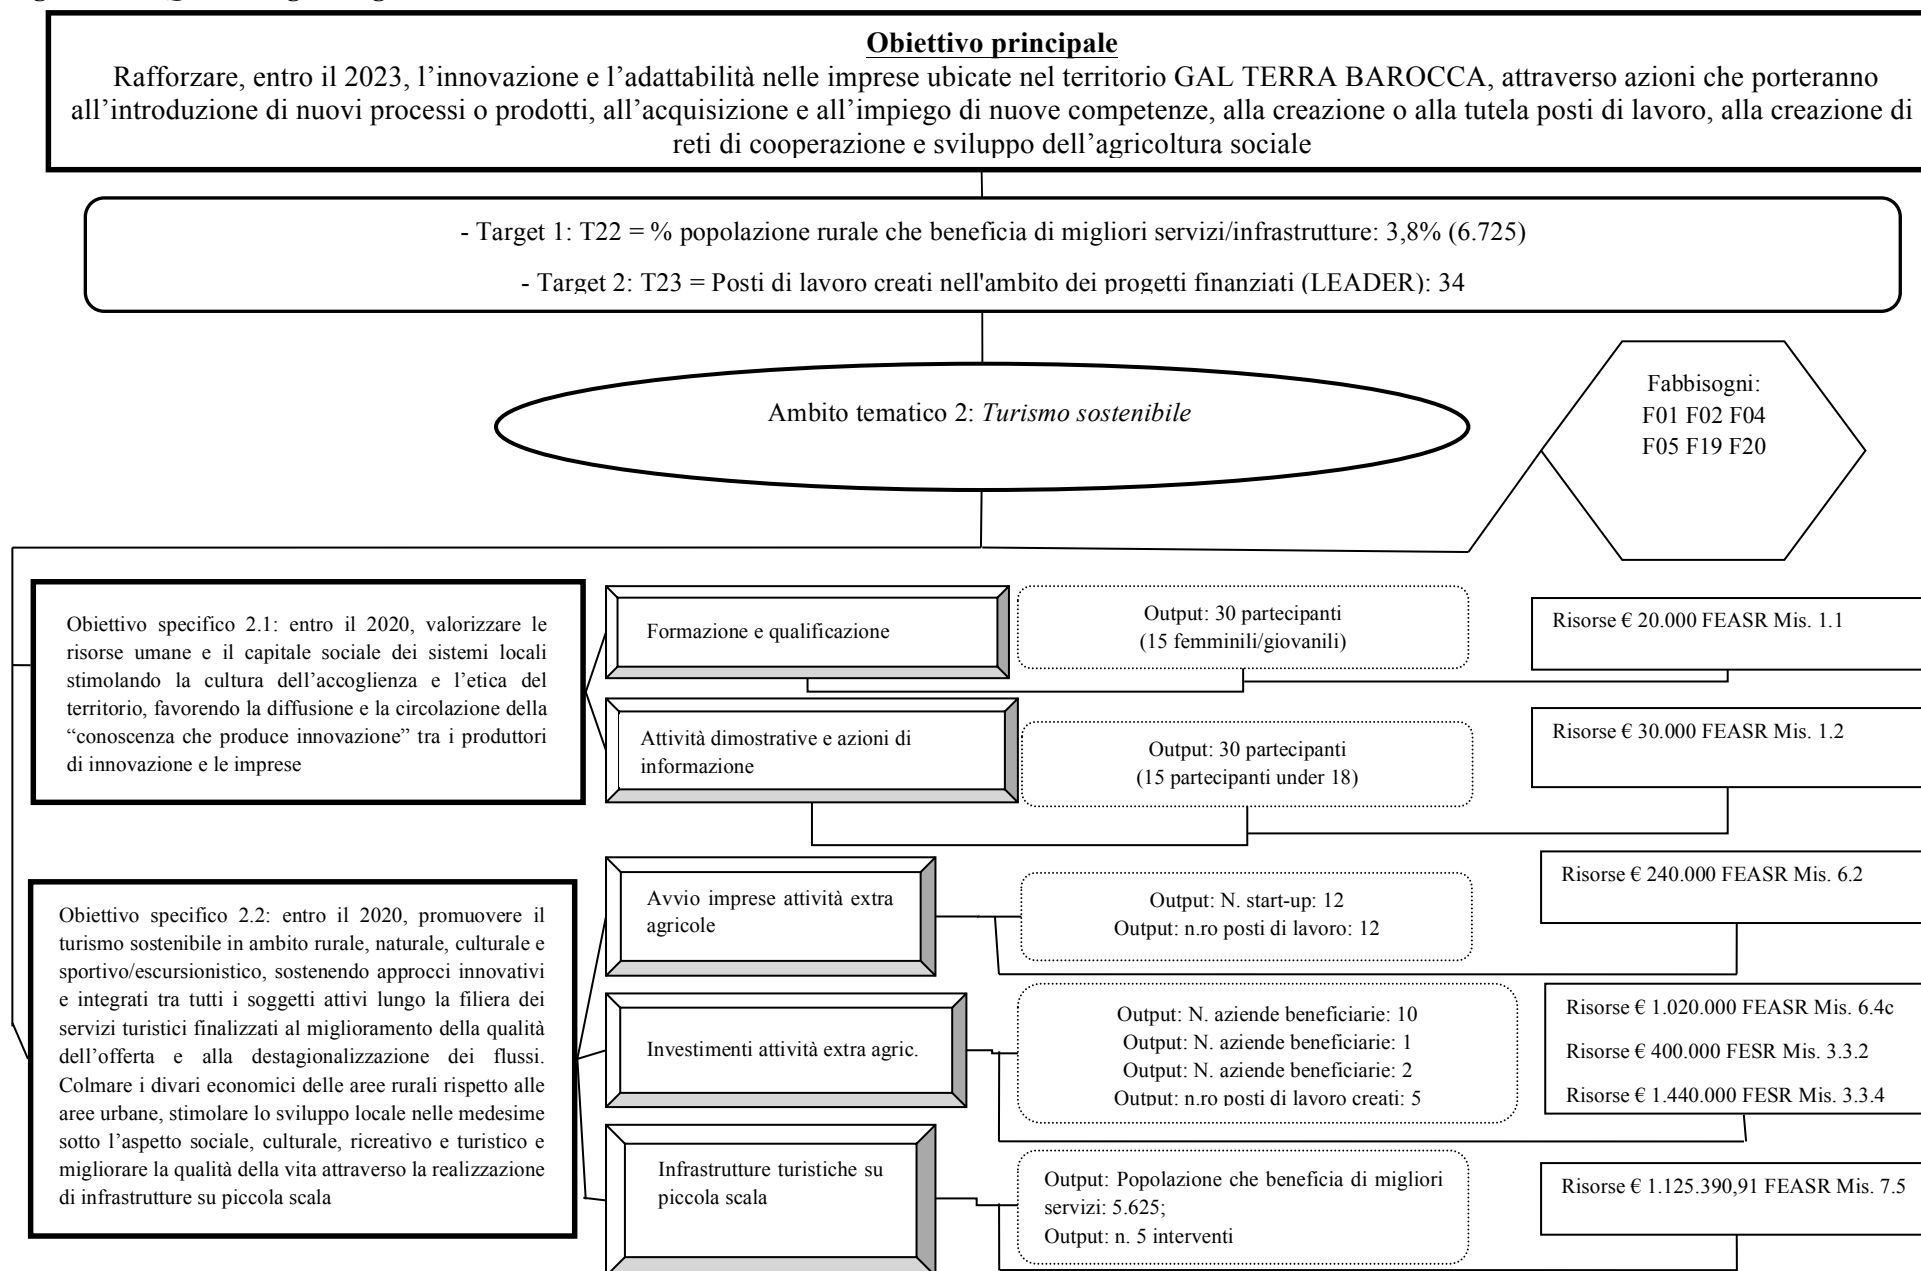 Obiettivo principale
Rafforzare, entro il 2023, l’innovazione e l’adattabilità nelle imprese ubicate nel territorio GAL TERRA BAROCCA, attraverso azioni che porteranno
all’introduzione di nuovi processi o prodotti, all’acquisizione e all’impiego di nuove competenze, alla creazione o alla tutela posti di lavoro, alla creazione di
reti di cooperazione e sviluppo dell’agricoltura sociale
- Target 1: T22 = % popolazione rurale che beneficia di migliori servizi/infrastrutture: 3,8% (6.725)
- Target 2: T23 = Posti di lavoro creati nell'ambito dei progetti finanziati (LEADER): 34
Ambito tematico 2: Turismo sostenibile
Fabbisogni:
F01 F02 F04
F05 F19 F20
Obiettivo specifico 2.1: entro il 2020, valorizzare le
risorse umane e il capitale sociale dei sistemi locali
stimolando la cultura dell’accoglienza e l’etica del
territorio, favorendo la diffusione e la circolazione della
“conoscenza che produce innovazione” tra i produttori
di innovazione e le imprese
Formazione e qualificazione
Output: 30 partecipanti
(15 femminili/giovanili)
Risorse € 20.000 FEASR Mis. 1.1
Attività dimostrative e azioni di
informazione
Output: 30 partecipanti
(15 partecipanti under 18)
Risorse € 30.000 FEASR Mis. 1.2
Obiettivo specifico 2.2: entro il 2020, promuovere il
turismo sostenibile in ambito rurale, naturale, culturale e
sportivo/escursionistico, sostenendo approcci innovativi
e integrati tra tutti i soggetti attivi lungo la filiera dei
servizi turistici finalizzati al miglioramento della qualità
dell’offerta e alla destagionalizzazione dei flussi.
Colmare i divari economici delle aree rurali rispetto alle
aree urbane, stimolare lo sviluppo locale nelle medesime
sotto l’aspetto sociale, culturale, ricreativo e turistico e
migliorare la qualità della vita attraverso la realizzazione
di infrastrutture su piccola scala
Avvio imprese attività extra
agricole
Output: N. start-up: 12
Output: n.ro posti di lavoro: 12
Risorse € 240.000 FEASR Mis. 6.2
Investimenti attività extra agric.
Output: N. aziende beneficiarie: 10
Output: N. aziende beneficiarie: 1
Output: N. aziende beneficiarie: 2
Output: n.ro posti di lavoro creati: 5
Risorse € 1.020.000 FEASR Mis. 6.4c
Risorse € 400.000 FESR Mis. 3.3.2
Risorse € 1.440.000 FESR Mis. 3.3.4
Infrastrutture turistiche su
piccola scala
Output: Popolazione che beneficia di migliori
servizi: 5.625;
Output: n. 5 interventi
Risorse € 1.125.390,91 FEASR Mis. 7.5